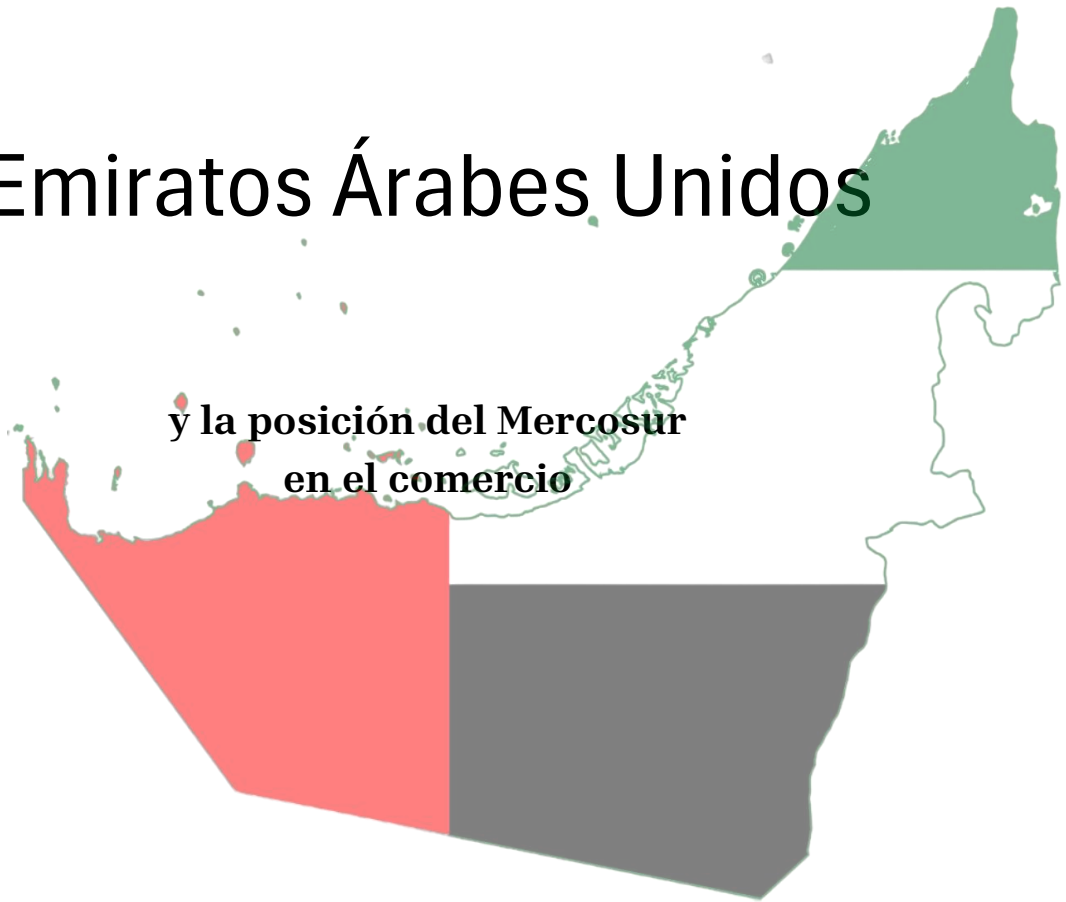 Emiratos Árabes Unidos
y la posición del Mercosur
en el comercio